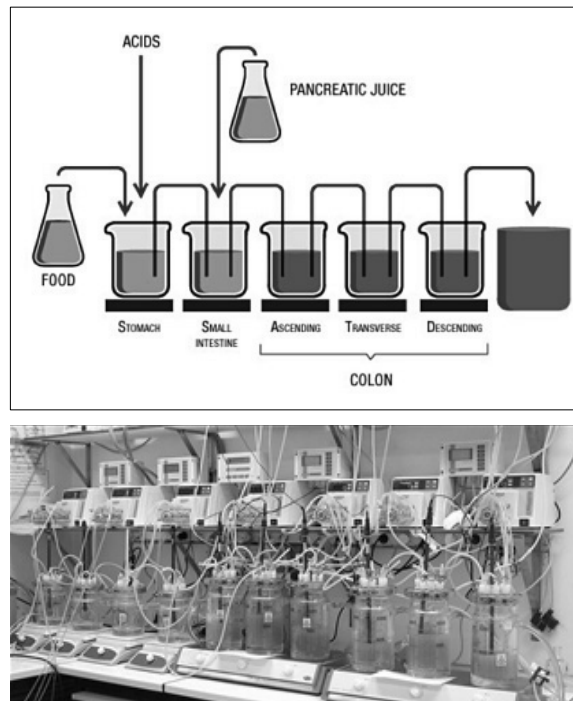 ACIDS
PANCREATIC JUICE
FOOD
STOMACH
SMALL
INTESTINE
ASCENDING
TRANSVERSE
DESCENDING
COLON